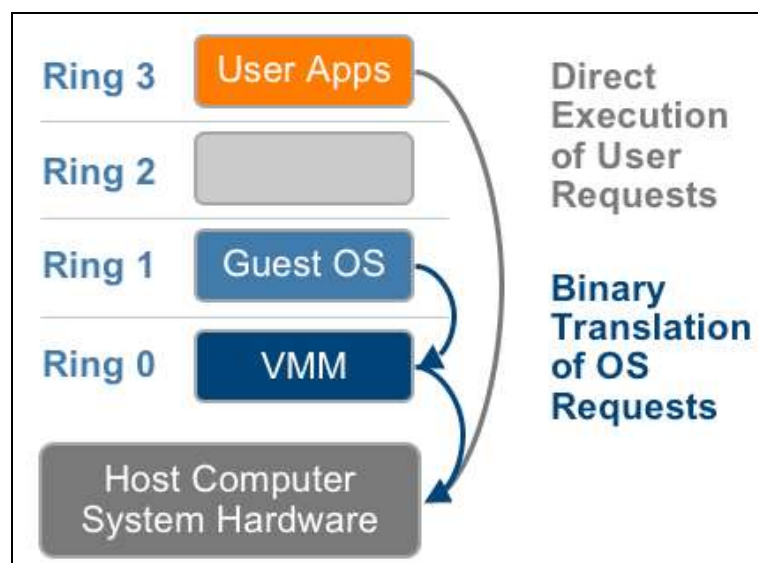 Ring 3
User Apps
Ring 2
Ring 1
Guest OS
Ring 0
VMM
Host Computer
System Hardware
Direct
Execution
of User
Requests
Binary
Translation
of OS
Requests